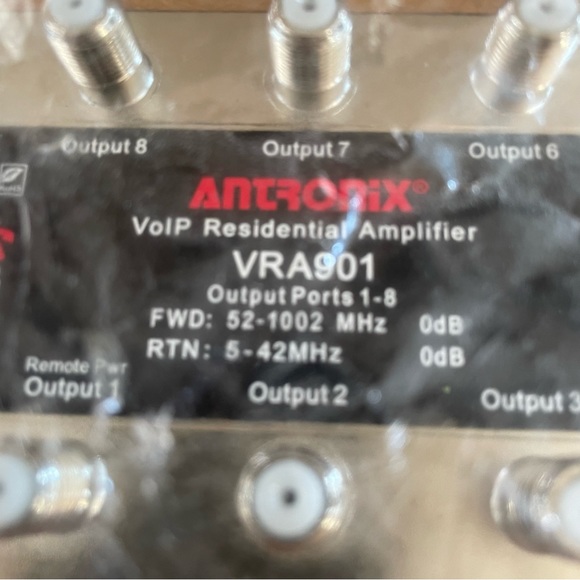 Output 8
Output 7
Output 6
RoHS
ANTRONIX®
VoIP Residential Amplifier
VRA901
Output Ports 1-8
FWD: 52-1002 MHz 0dB
RTN: 5-42MHz 0dB
Remote Pwr
Output 1
Output 2
Output 3